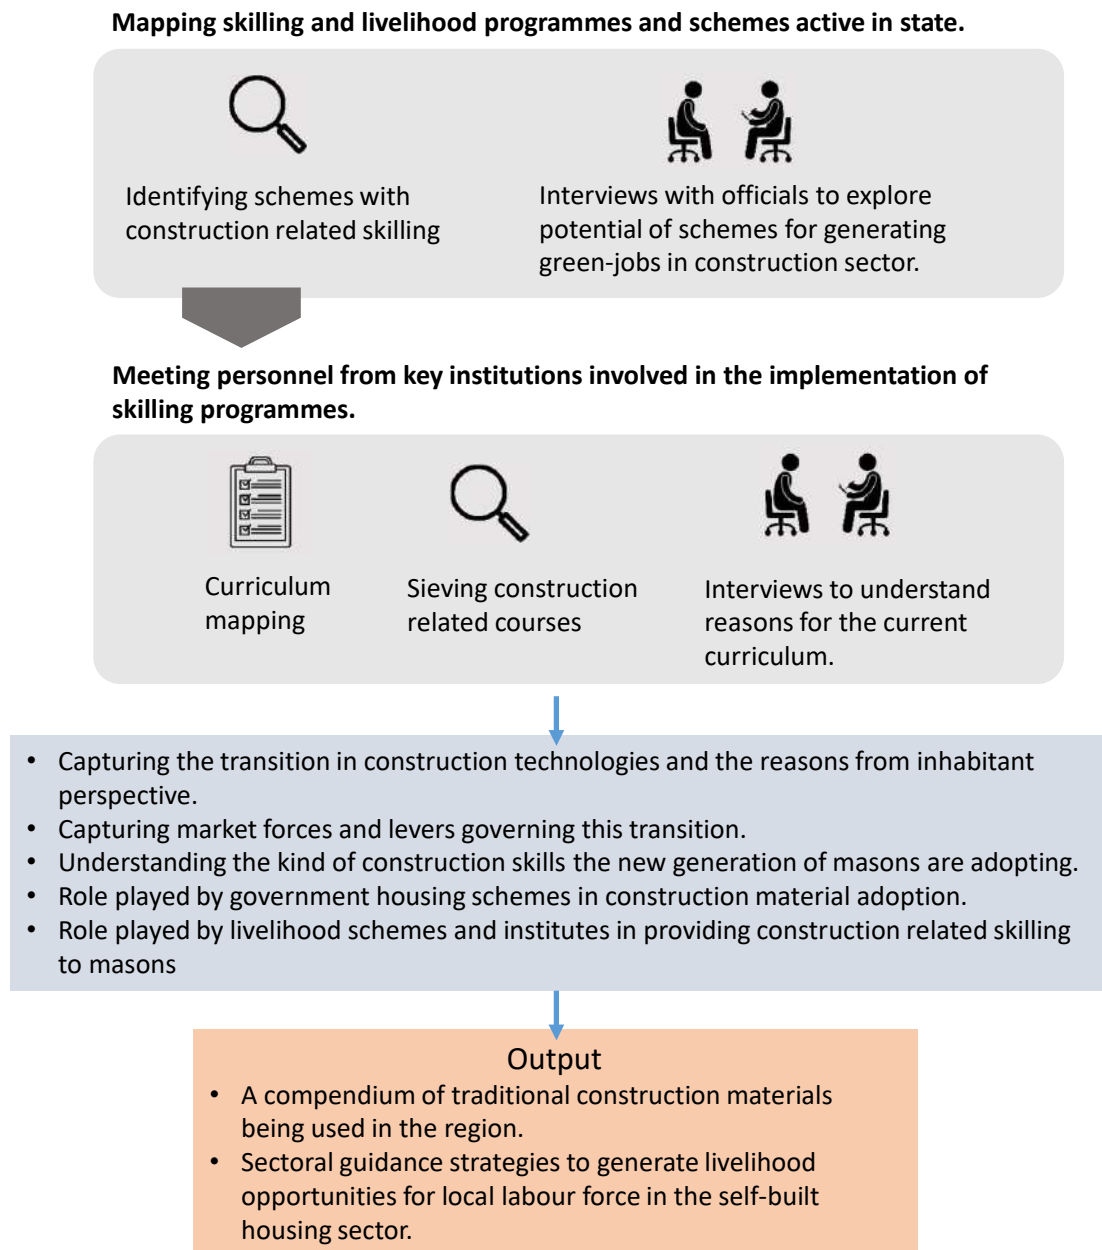 Mapping skilling and livelihood programmes and schemes active in state.
Identifying schemes with
construction related skilling
Interviews with officials to explore
potential of schemes for generating
green-jobs in construction sector.
Meeting personnel from key institutions involved in the implementation of
skilling programmes.
Curriculum
mapping
Sieving construction
related courses
Interviews to understand
reasons for the current
curriculum.
• Capturing the transition in construction technologies and the reasons from inhabitant
perspective.
• Capturing market forces and levers governing this transition.
• Understanding the kind of construction skills the new generation of masons are adopting.
• Role played by government housing schemes in construction material adoption.
• Role played by livelihood schemes and institutes in providing construction related skilling
to masons
Output
• A compendium of traditional construction materials
being used in the region.
• Sectoral guidance strategies to generate livelihood
opportunities for local labour force in the self-built
housing sector.